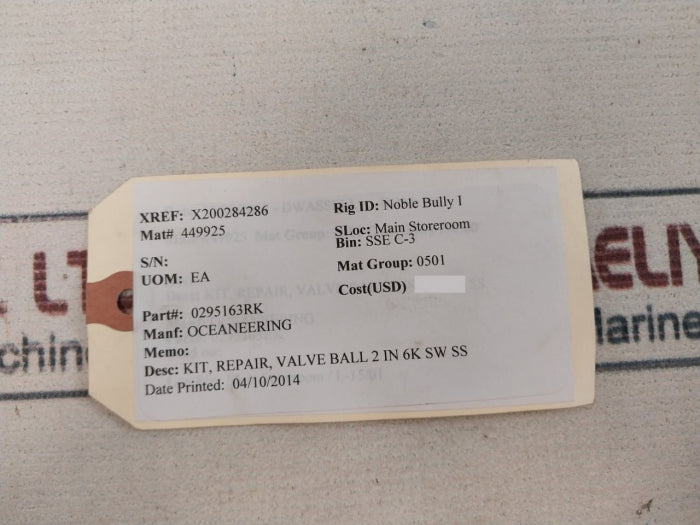 XREF: X200284286
Mat# 449925
S/N:
UOM: EA
Part#: 0295163RK
Manf: OCEANEERING
Memo:
Desc: KIT, REPAIR, VALVE BALL 2 IN 6K SW SS
Date Printed: 04/10/2014
Rig ID: Noble Bully I
SLoc: Main Storeroom
Bin: SSE C-3
Mat Group: 0501
Cost(USD)